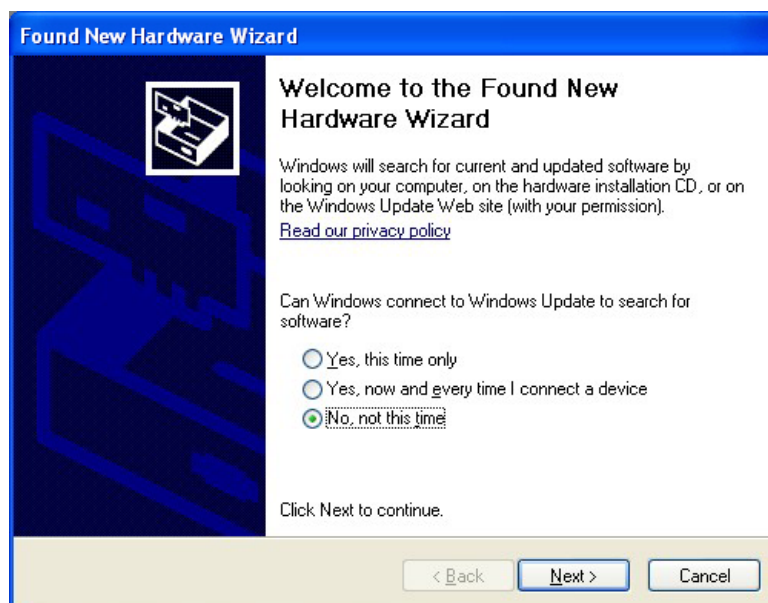 Found New Hardware Wizard
Welcome to the Found New
Hardware Wizard
Windows will search for current and updated software by
looking on your computer, on the hardware installation CD, or on
the Windows Update Web site (with your permission).
Read our privacy policy
Can Windows connect to Windows Update to search for
software?
Yes, this time only
Yes, now and every time I connect a device
No, not this time
Click Next to continue.
< Back
Next >
Cancel